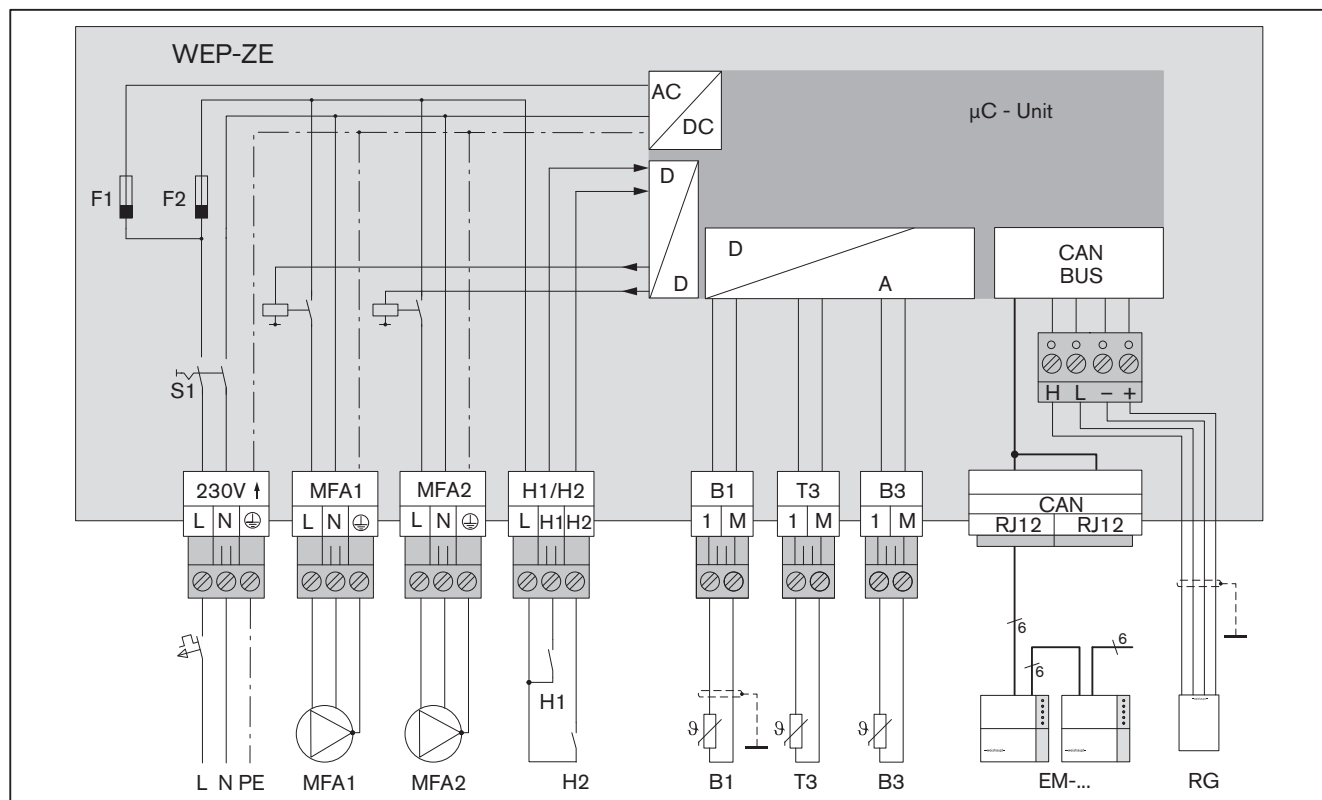 WEP-ZE
AC
DC
µC - Unit
F1
F2
D
D
D
A
CAN
BUS
S1
H L – +
230V MFA1 MFA2 H1/H2 B1 T3 B3
L N L N L N L H1 H2 1 M 1 M 1 M
CAN
RJ12 RJ12
6
6
6
H1
ϑ ϑ ϑ
L N PE MFA1 MFA2 H2 B1 T3 B3 EM-... RG